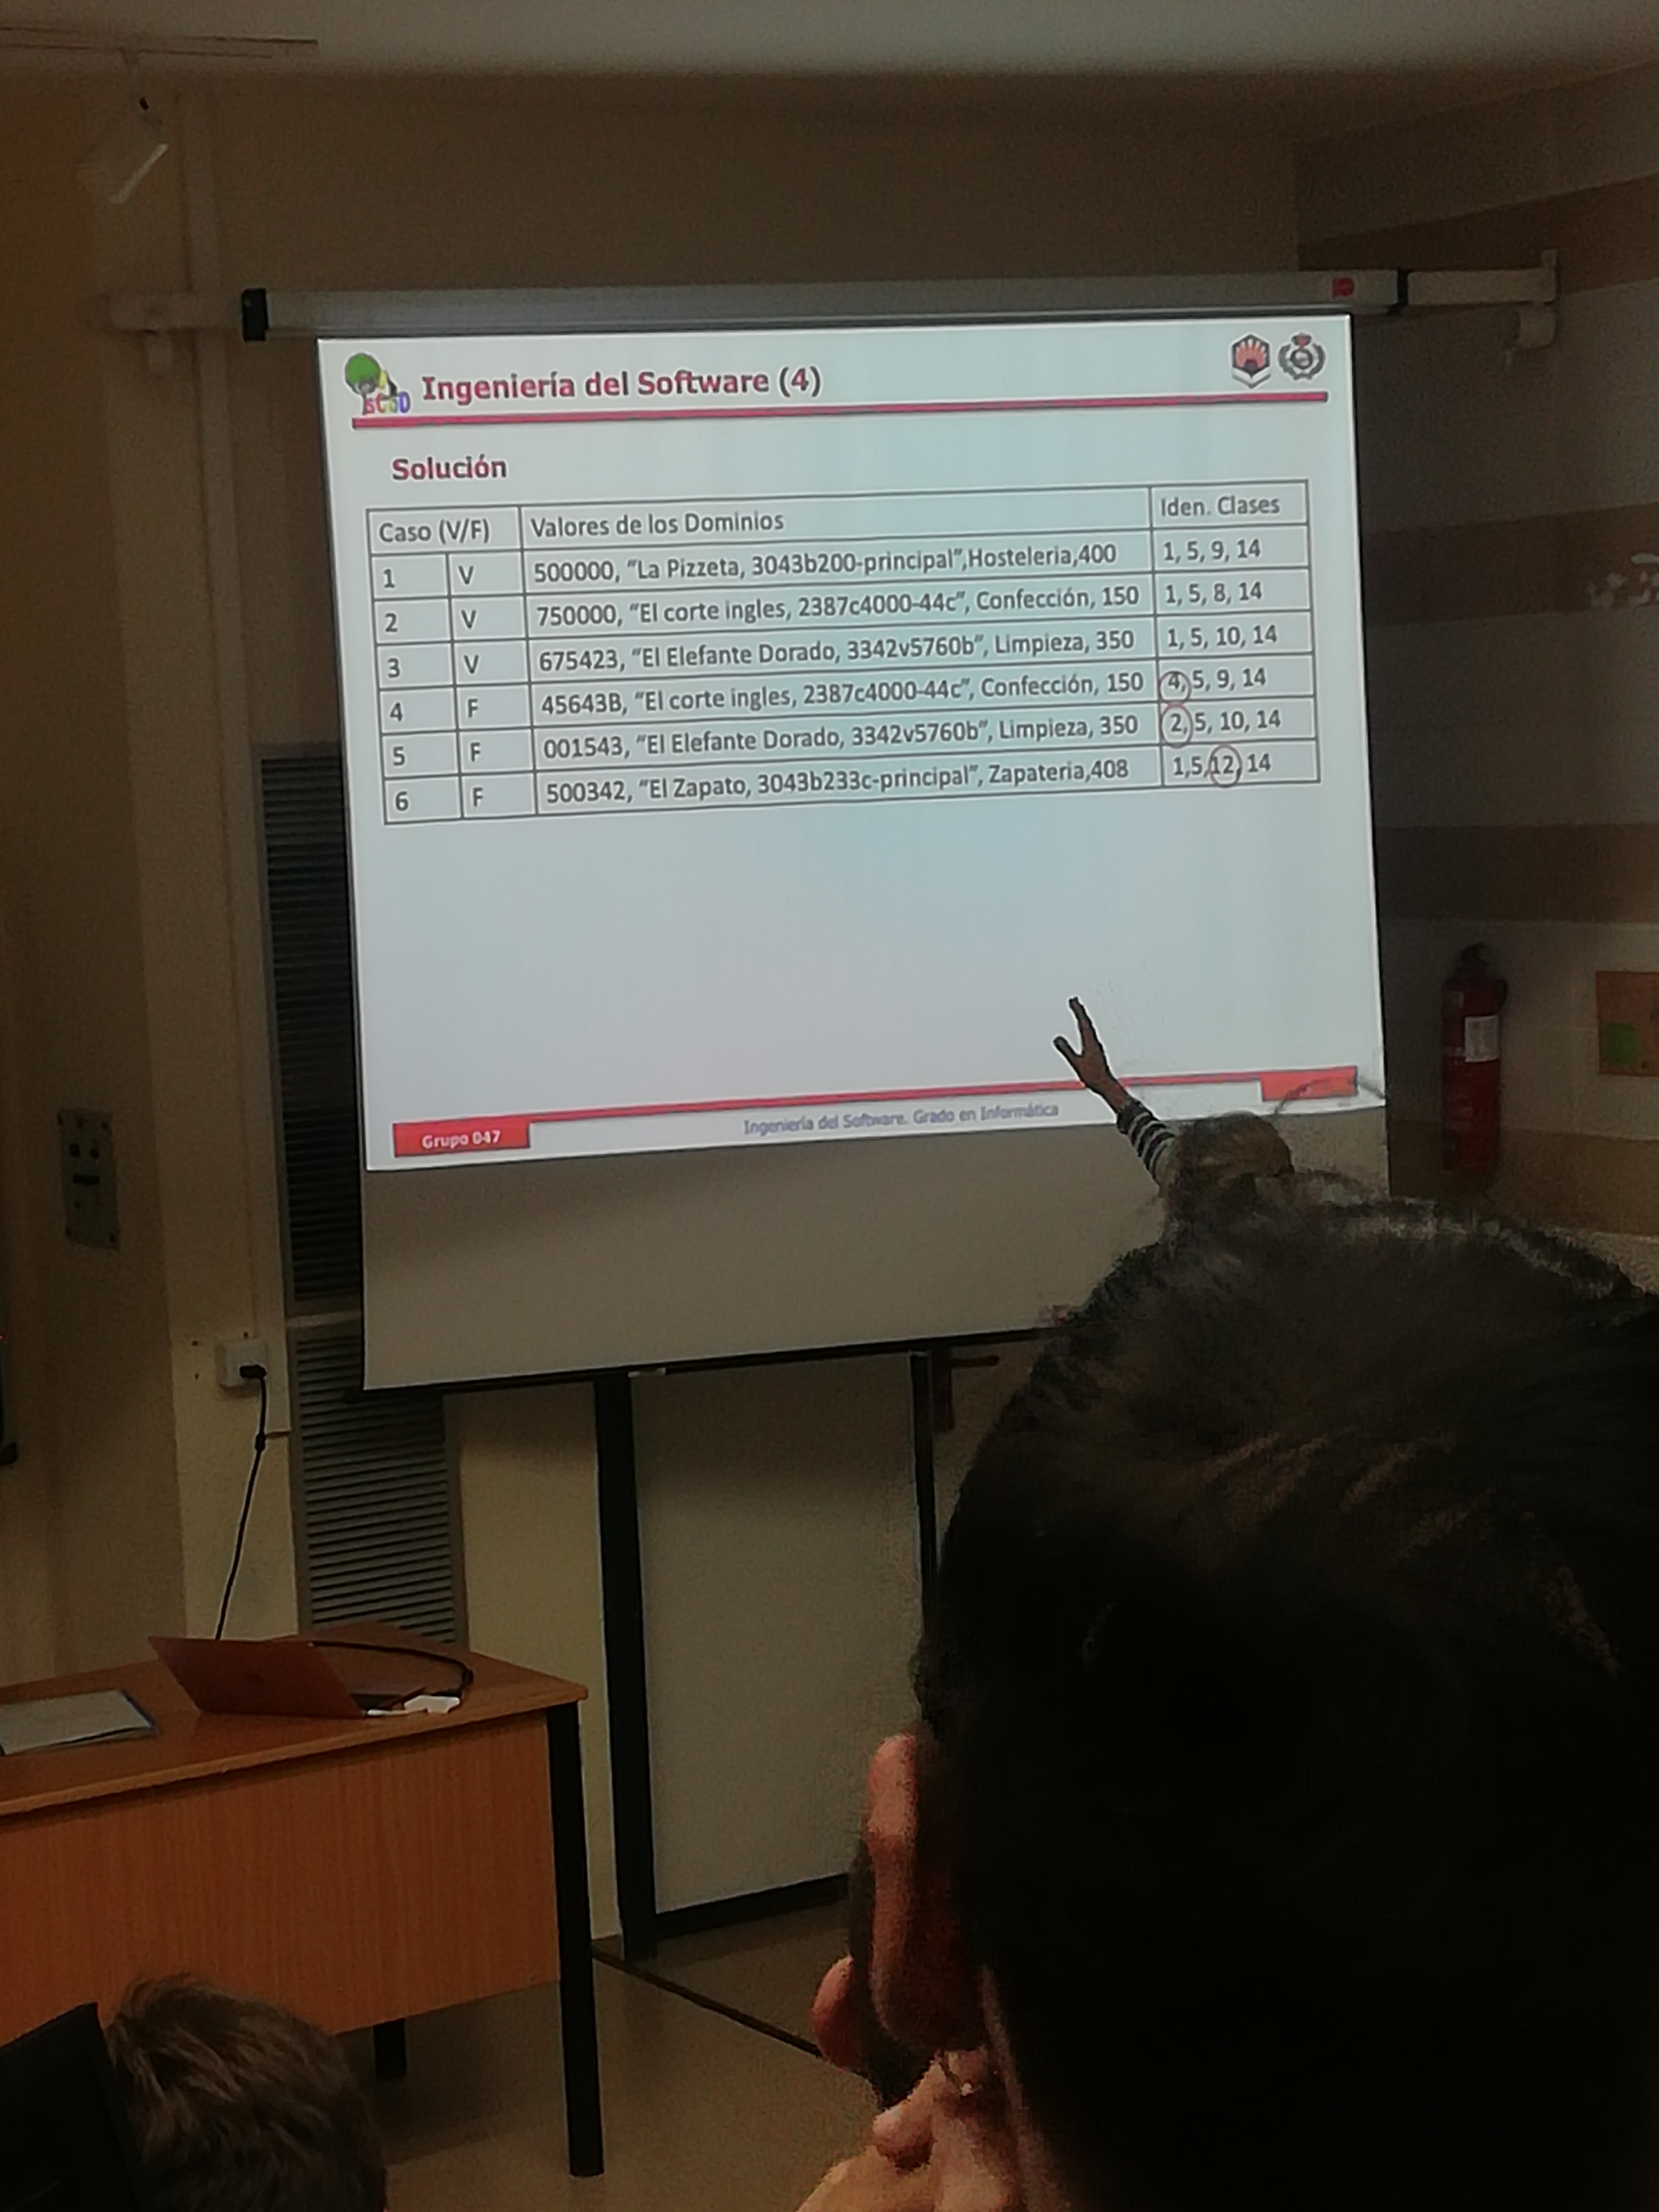 Ingeniería del Software (4)
Solución
Caso (V/F) Valores de los Dominios Iden. Clases
1 V 500000, "La Pizzeta, 3043b200-principal",Hosteleria,400 1, 5, 9, 14
2 V 750000, "El corte ingles, 2387c4000-44c", Confección, 150 1, 5, 8, 14
3 V 675423, "El Elefante Dorado, 3342v5760b", Limpieza, 350 1, 5, 10, 14
4 F 45643B, "El corte ingles, 2387c4000-44c", Confección, 150 4, 5, 9, 14
5 F 001543, "El Elefante Dorado, 3342v5760b", Limpieza, 350 2, 5, 10, 14
6 F 500342, "El Zapato, 3043b233c-principal", Zapateria,408 1,5,12, 14
Grupo 047
Ingeniería del Software. Grado en Informática